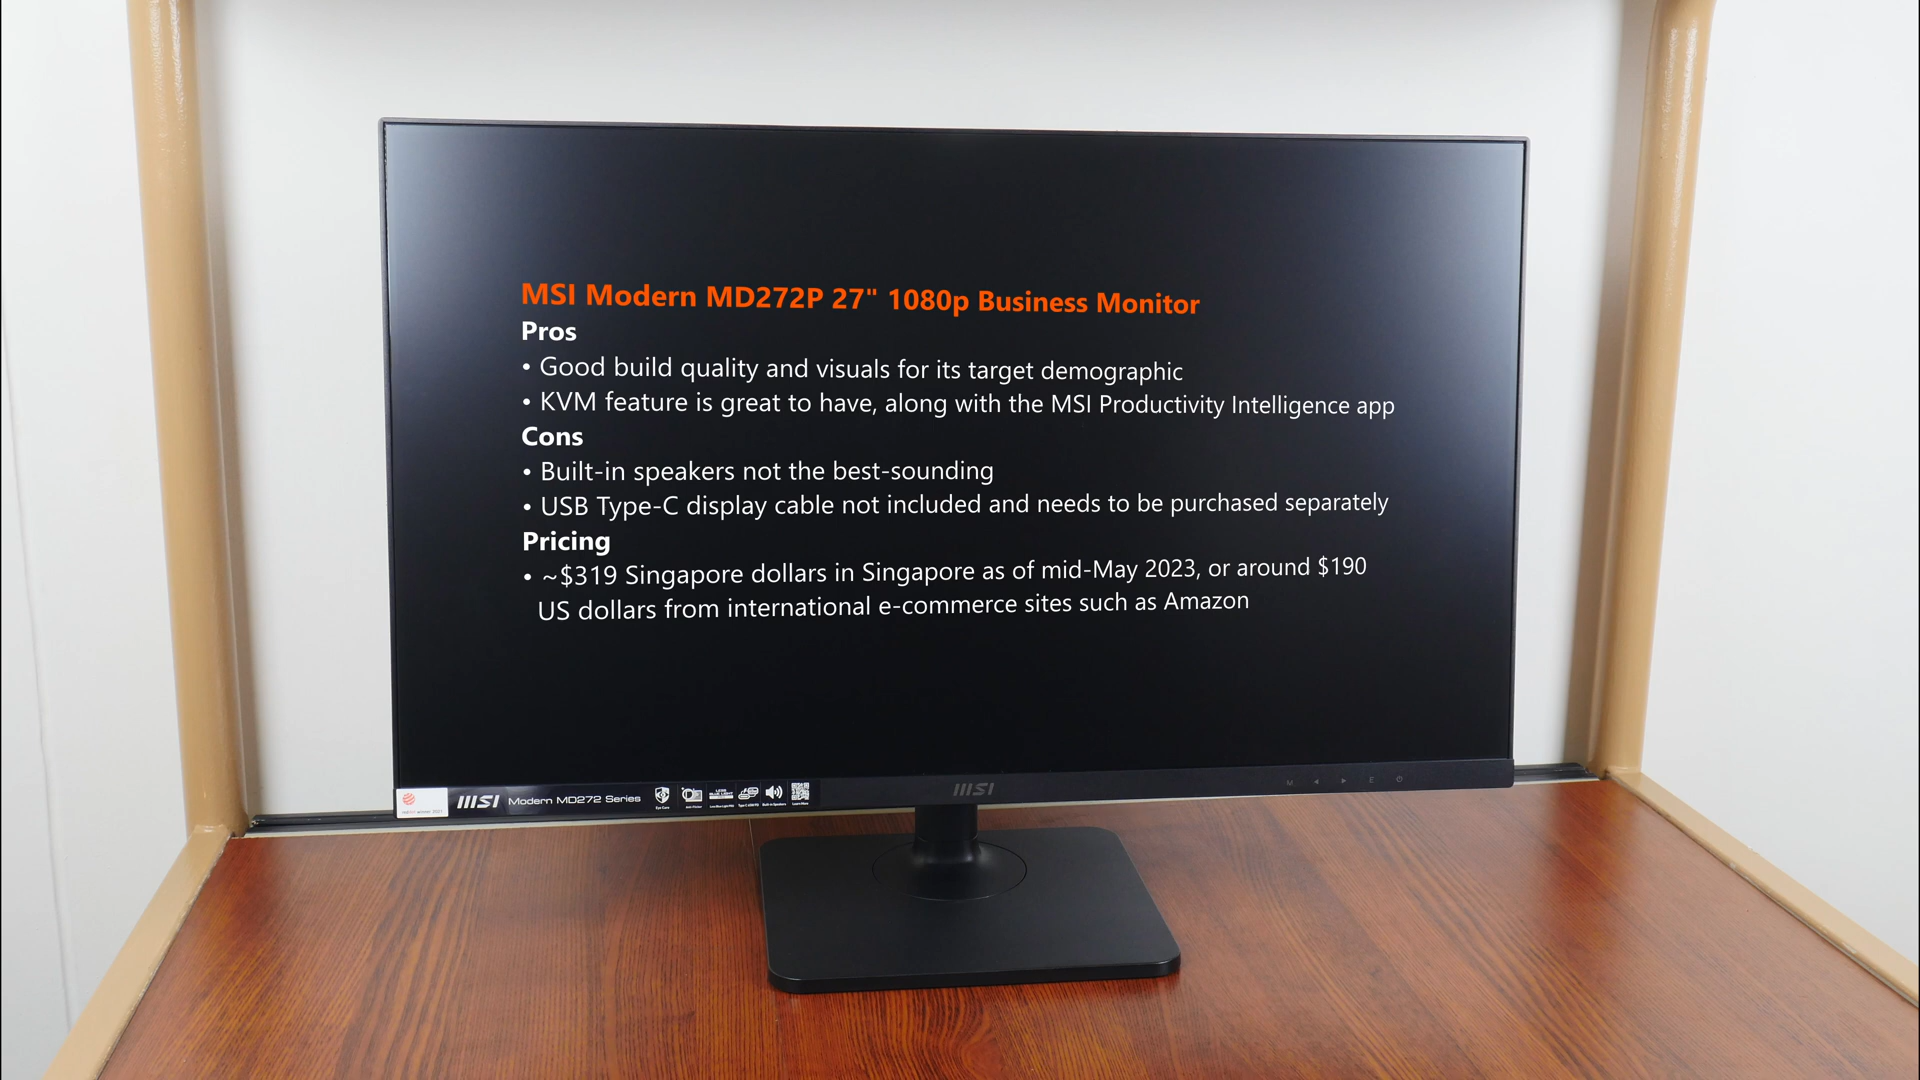 MSI Modern MD272P 27" 1080p Business Monitor
Pros
• Good build quality and visuals for its target demographic
• KVM feature is great to have, along with the MSI Productivity Intelligence app
Cons
• Built-in speakers not the best-sounding
• USB Type-C display cable not included and needs to be purchased separately
Pricing
• ~$319 Singapore dollars in Singapore as of mid-May 2023, or around $190
US dollars from international e-commerce sites such as Amazon
msi Modern MD272 Series
Eye Care
msi
M E